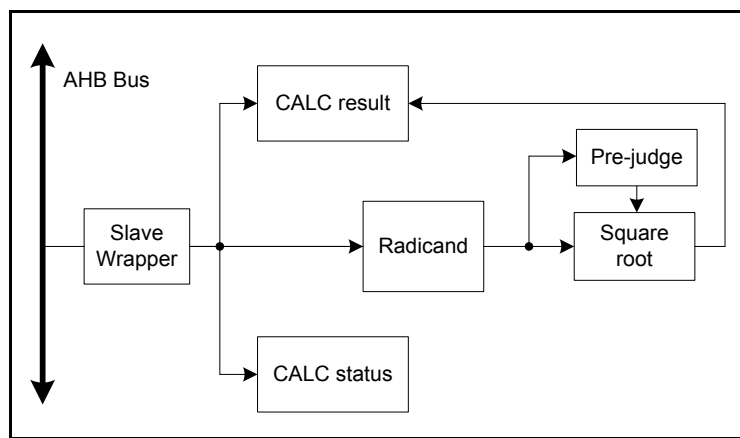 AHB Bus
CALC result
Pre-judge
Slave
Wrapper
Radicand
Square
root
CALC status